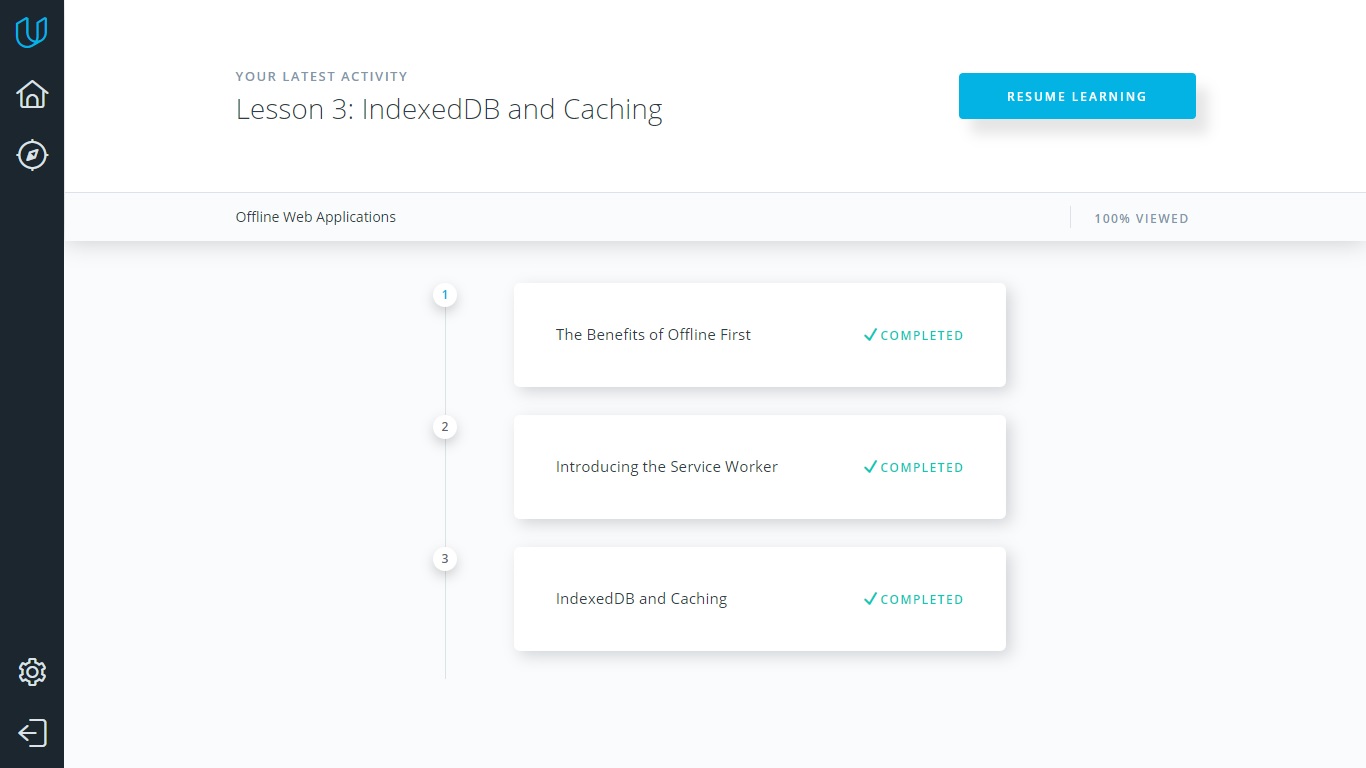 YOUR LATEST ACTIVITY
Lesson 3: IndexedDB and Caching
RESUME LEARNING
Offline Web Applications
100% VIEWED
1
The Benefits of Offline First
COMPLETED
2
Introducing the Service Worker
COMPLETED
3
IndexedDB and Caching
COMPLETED